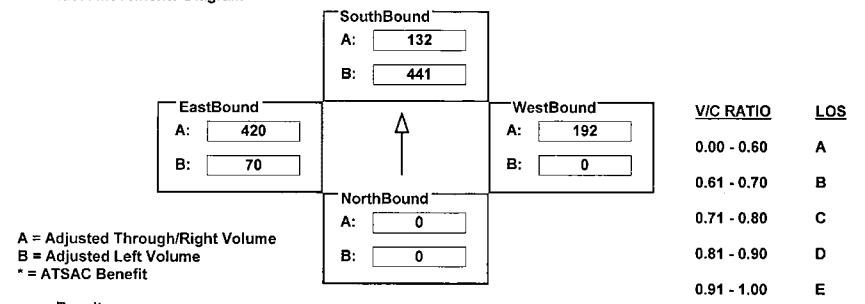 SouthBound
A: 132
B: 441
EastBound
A: 420
B: 70
WestBound
A: 192
B: 0
NorthBound
A: 0
B: 0
A = Adjusted Through/Right Volume
B = Adjusted Left Volume
* = ATSAC Benefit
V/C RATIO LOS
0.00 - 0.60 A
0.61 - 0.70 B
0.71 - 0.80 C
0.81 - 0.90 D
0.91 - 1.00 E